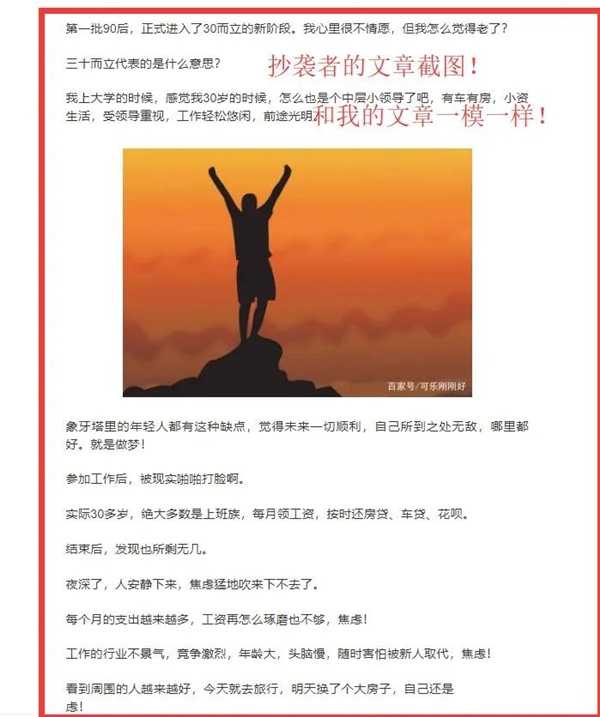 第一批90后，正式进入了30而立的新阶段。我心里很不情愿，但我怎么觉得老了？
三十而立代表的是什么意思？
抄袭者的文章截图！
我上大学的时候，感觉我30岁的时候，怎么也是个中层小领导了吧，有车有房，小资
生活，受领导重视，工作轻松悠闲，前途光明。
和我的文章一模一样！
百家号/可乐刚刚好
象牙塔里的年轻人都有这种缺点，觉得未来一切顺利，自己所到之处无敌，哪里都
好。就是做梦！
参加工作后，被现实啪啪打脸啊。
实际30多岁，绝大多数是上班族，每月领工资，按时还房贷、车贷、花呗。
结束后，发现也所剩无几。
夜深了，人安静下来，焦虑猛地吹来下不去了。
每个月的支出越来越多，工资再怎么琢磨也不够，焦虑！
工作的行业不景气，竞争激烈，年龄大，头脑慢，随时害怕被新人取代，焦虑！
看到周围的人越来越好，今天就去旅行，明天换了个大房子，自己还是
虑！